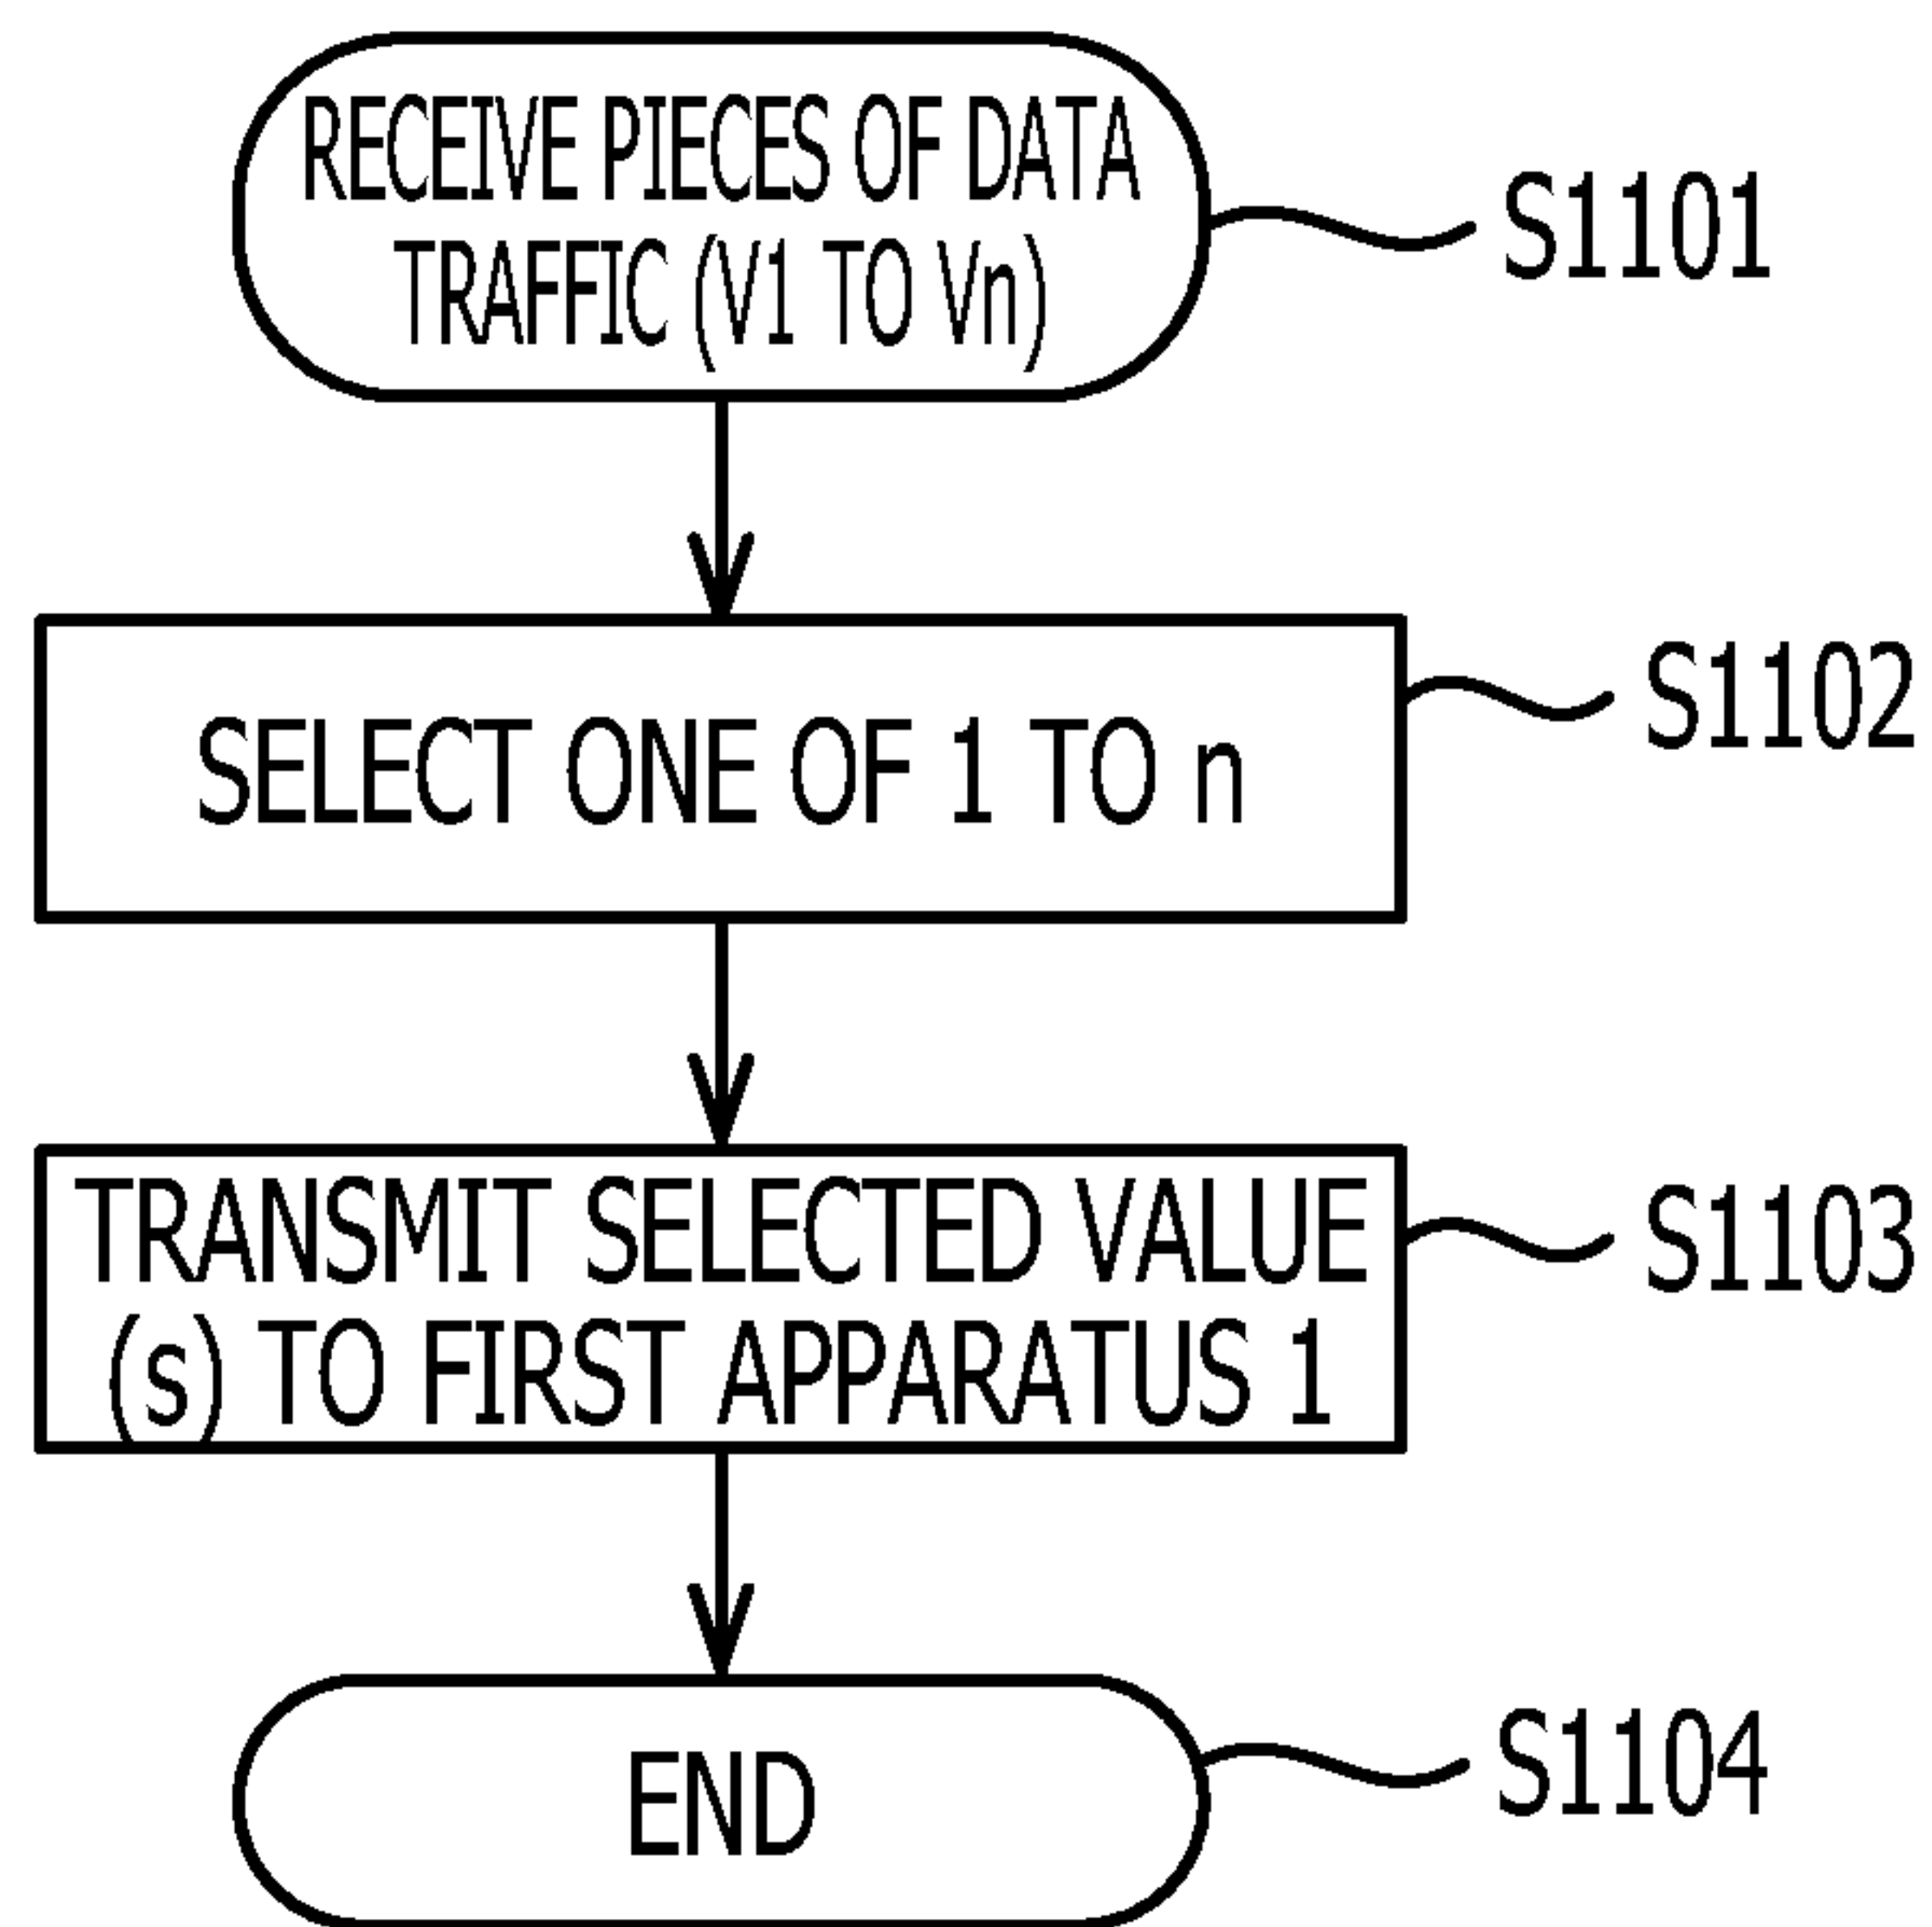 RECEIVE PIECES OF DATA
TRAFFIC (V1 TO Vn)
S1101
SELECT ONE OF 1 TO n
S1102
TRANSMIT SELECTED VALUE
(s) TO FIRST APPARATUS 1
S1103
END
S1104